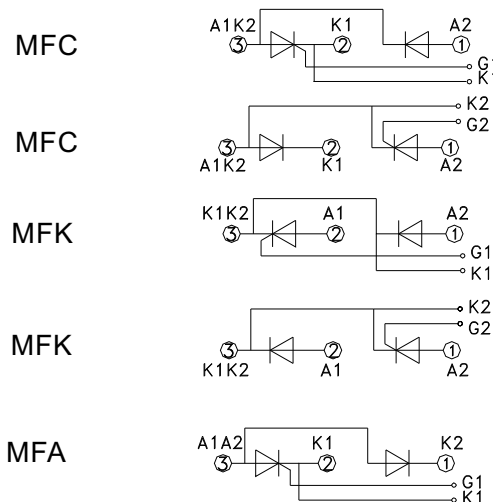 A1K2 K1 A2
MFC
3 2 1
G1
K1
K2
G2
MFC
3 2 1
A1K2 K1 A2
K1K2 A1 A2
MFK
3 2 1
G1
K1
K2
G2
MFK
3 2 1
K1K2 A1 A2
A1A2 K1 K2
MFA
3 2 1
G1
K1